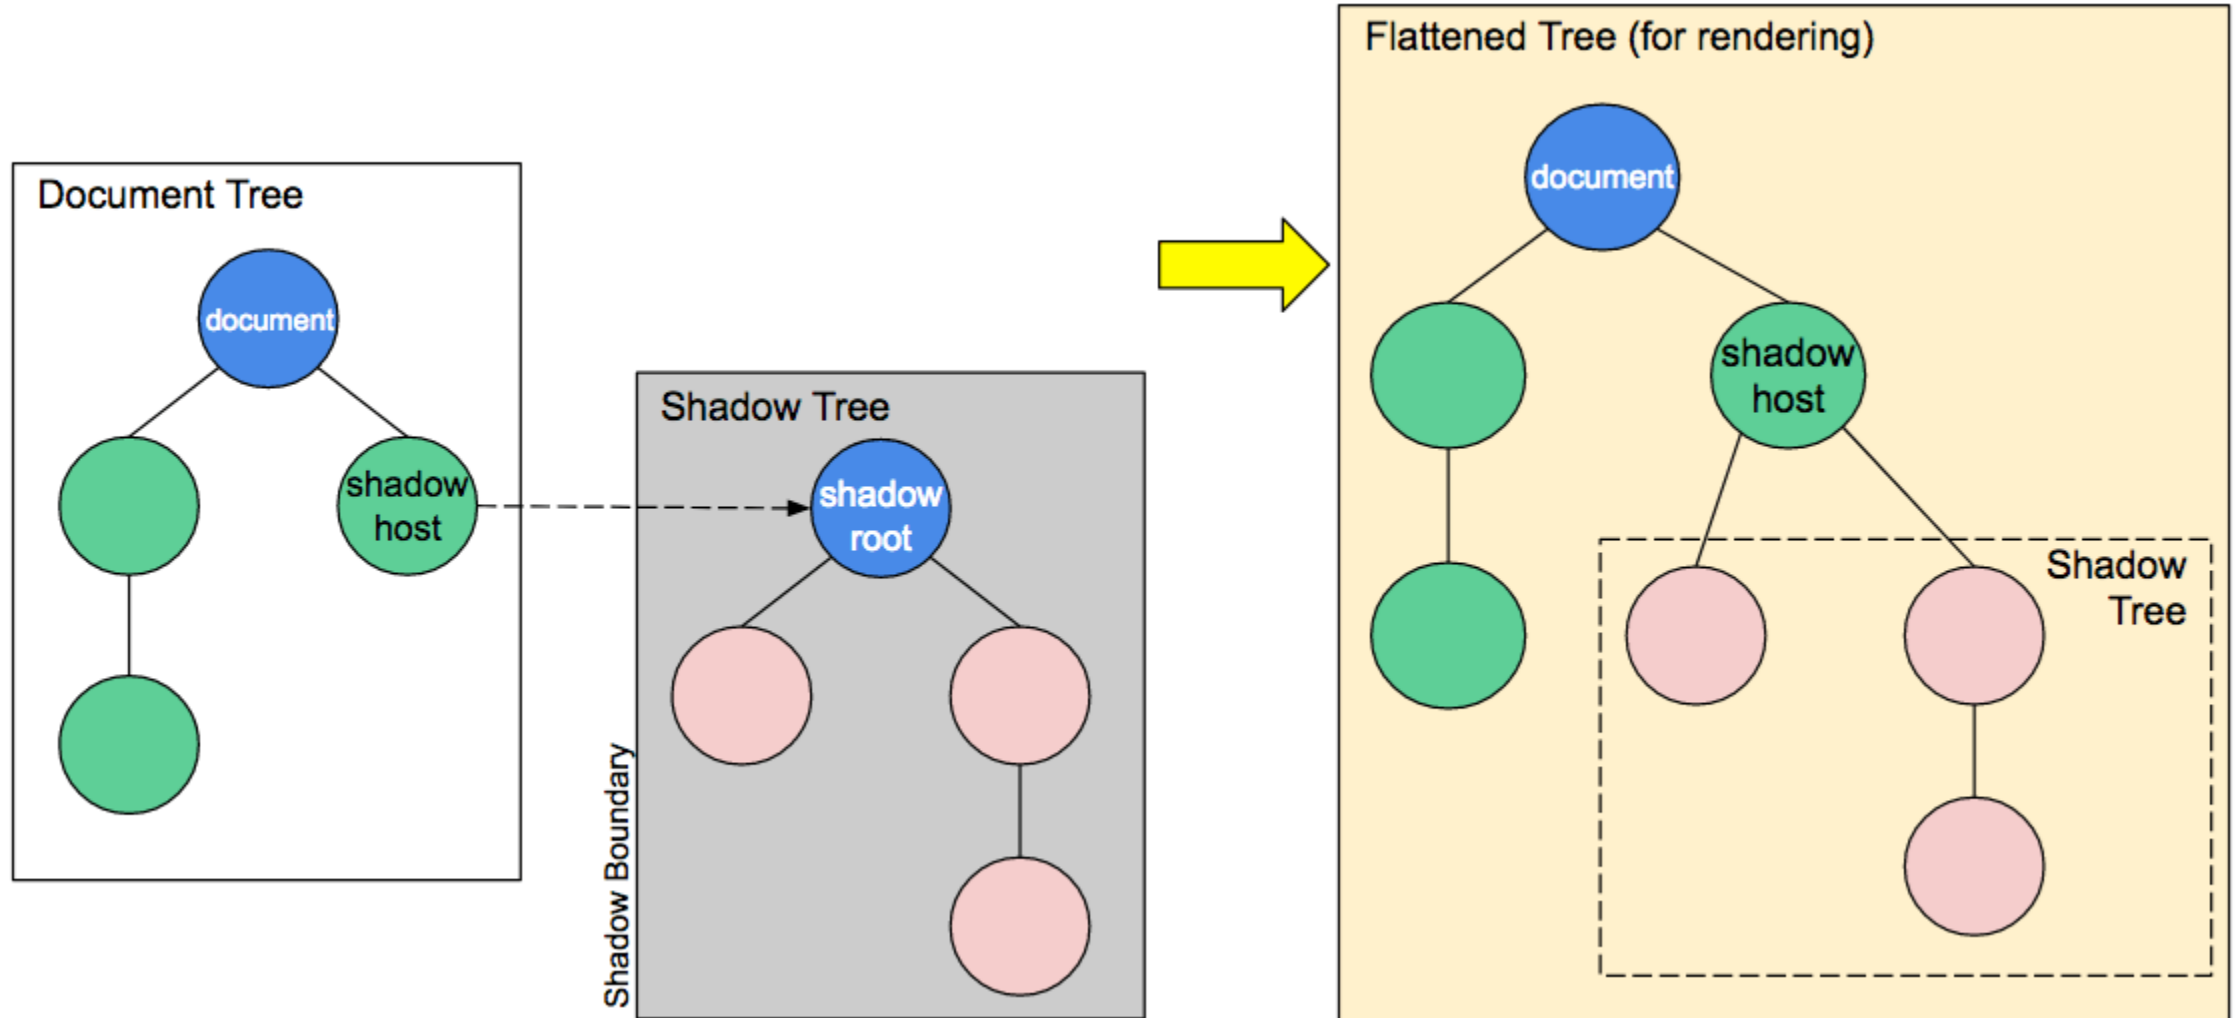 Document Tree
document
shadow
host
Shadow Boundary
Shadow Tree
shadow
root
Flattened Tree (for rendering)
document
shadow
host
Shadow
Tree